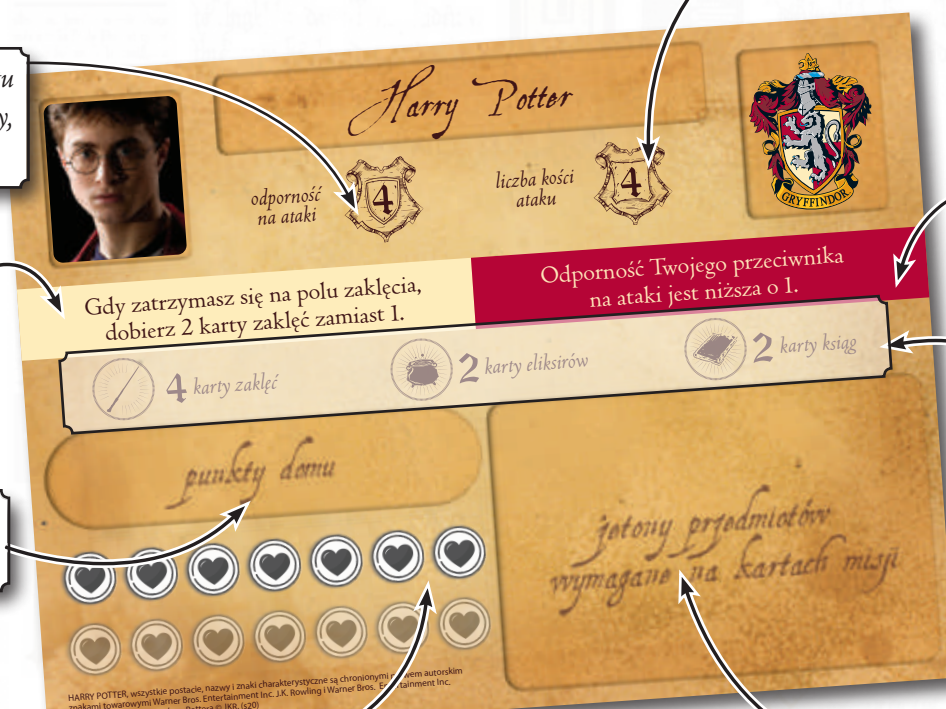 y,
Harry Potter
GRYFFINDOR
odporność
na ataki
4
liczba kości
ataku
4
Gdy zatrzymasz się na polu zaklęcia,
dobierz 2 karty zaklęć zamiast 1.
Odporność Twojego przeciwnika
na ataki jest niższa o 1.
4 karty zaklęć
2 karty eliksirów
2 karty ksiąg
punkty domu
jetony przedmiotów
wymagane na kartach misji
HARRY POTTER, wszystkie postacie, nazwy i znaki charakterystyczne są chronionymi autorskim
znakami towarowymi Warner Bros. Entertainment Inc. J.K. Rowling i Warner Bros. Entertainment Inc.
© JKR. (s20)